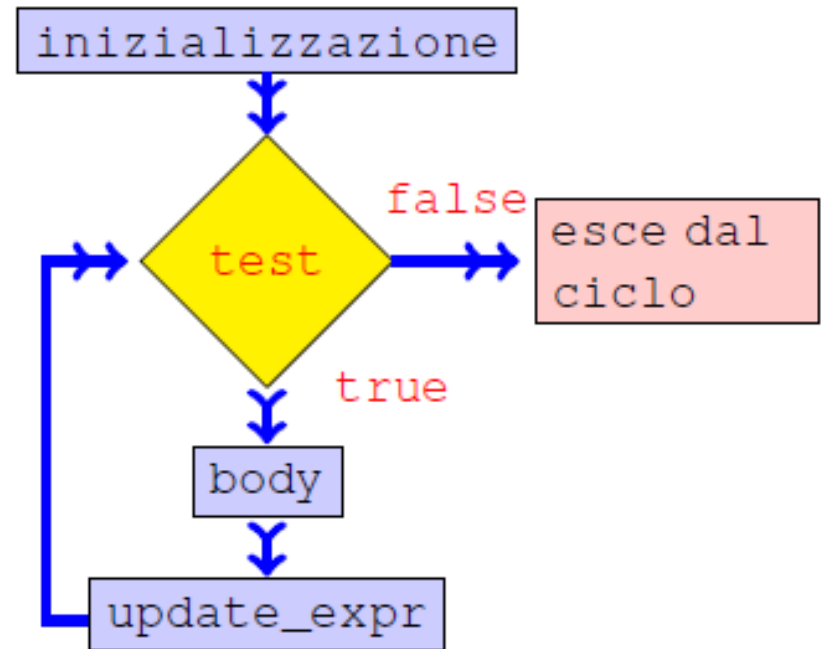 inizializzazione
false
esce dal
ciclo
test
true
body
update_expr